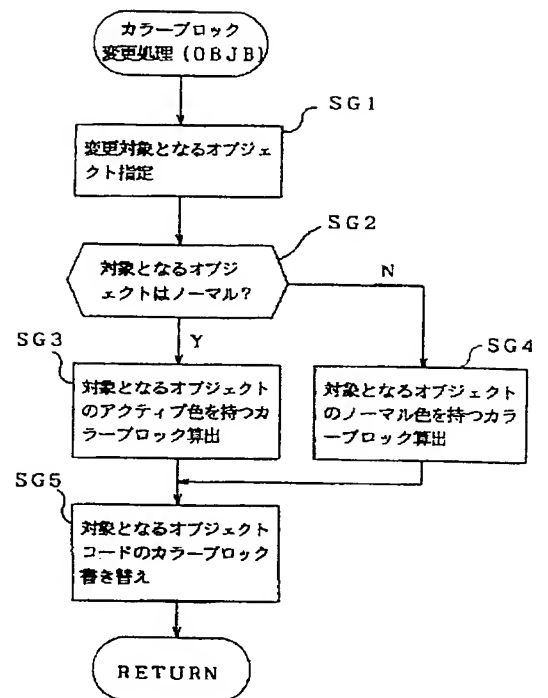 カラーブロック
変更処理(OBJB)
SG1
変更対象となるオブジェ
クト指定
SG2
対象となるオブジ
ェクトはノーマル？
N
Y
SG3
対象となるオブジェクト
のアクティブ色を持つカ
ラーブロック算出
SG4
対象となるオブジェクト
のノーマル色を持つカラ
ーブロック算出
SG5
対象となるオブジェクト
コードのカラーブロック
書き替え
RETURN